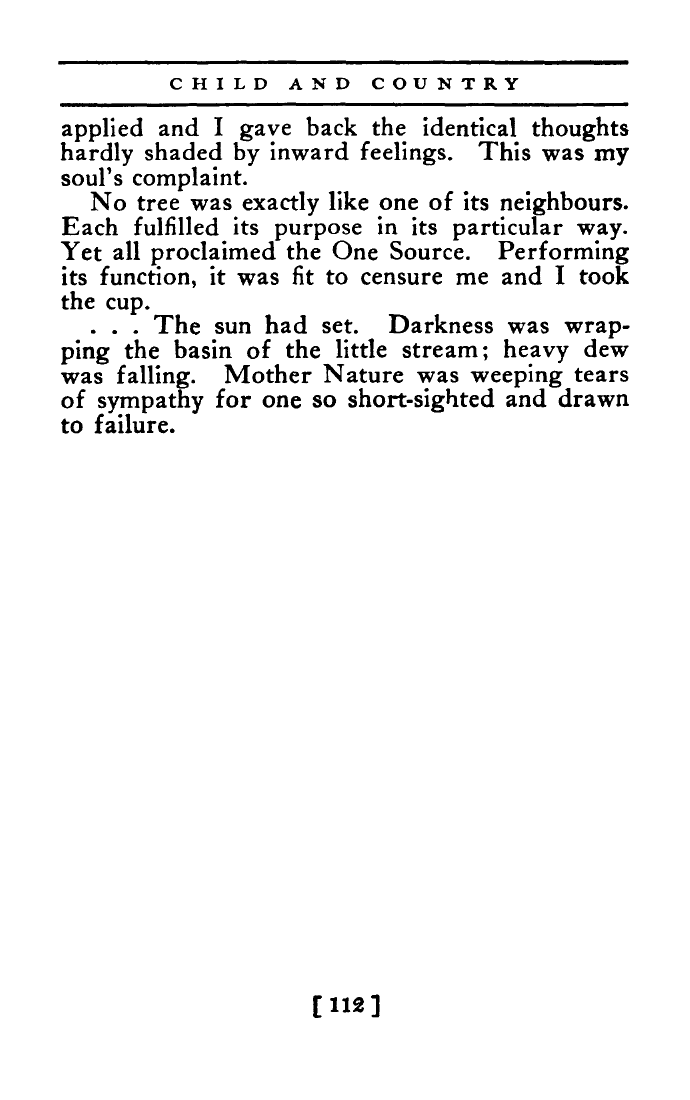 CHILD AND COUNTRY
applied and I gave back the identical thoughts
hardly shaded by inward feelings. This was my
soul's complaint.
No tree was exactly like one of its neighbours.
Each fulfilled its purpose in its particular way.
Yet all proclaimed the One Source. Performing
its function, it was fit to censure me and I took
the cup.
. . . The sun had set. Darkness was wrap-
ping the basin of the little stream; heavy dew
was falling. Mother Nature was weeping tears
of sympathy for one so short-sighted and drawn
to failure.
[ 112 ]